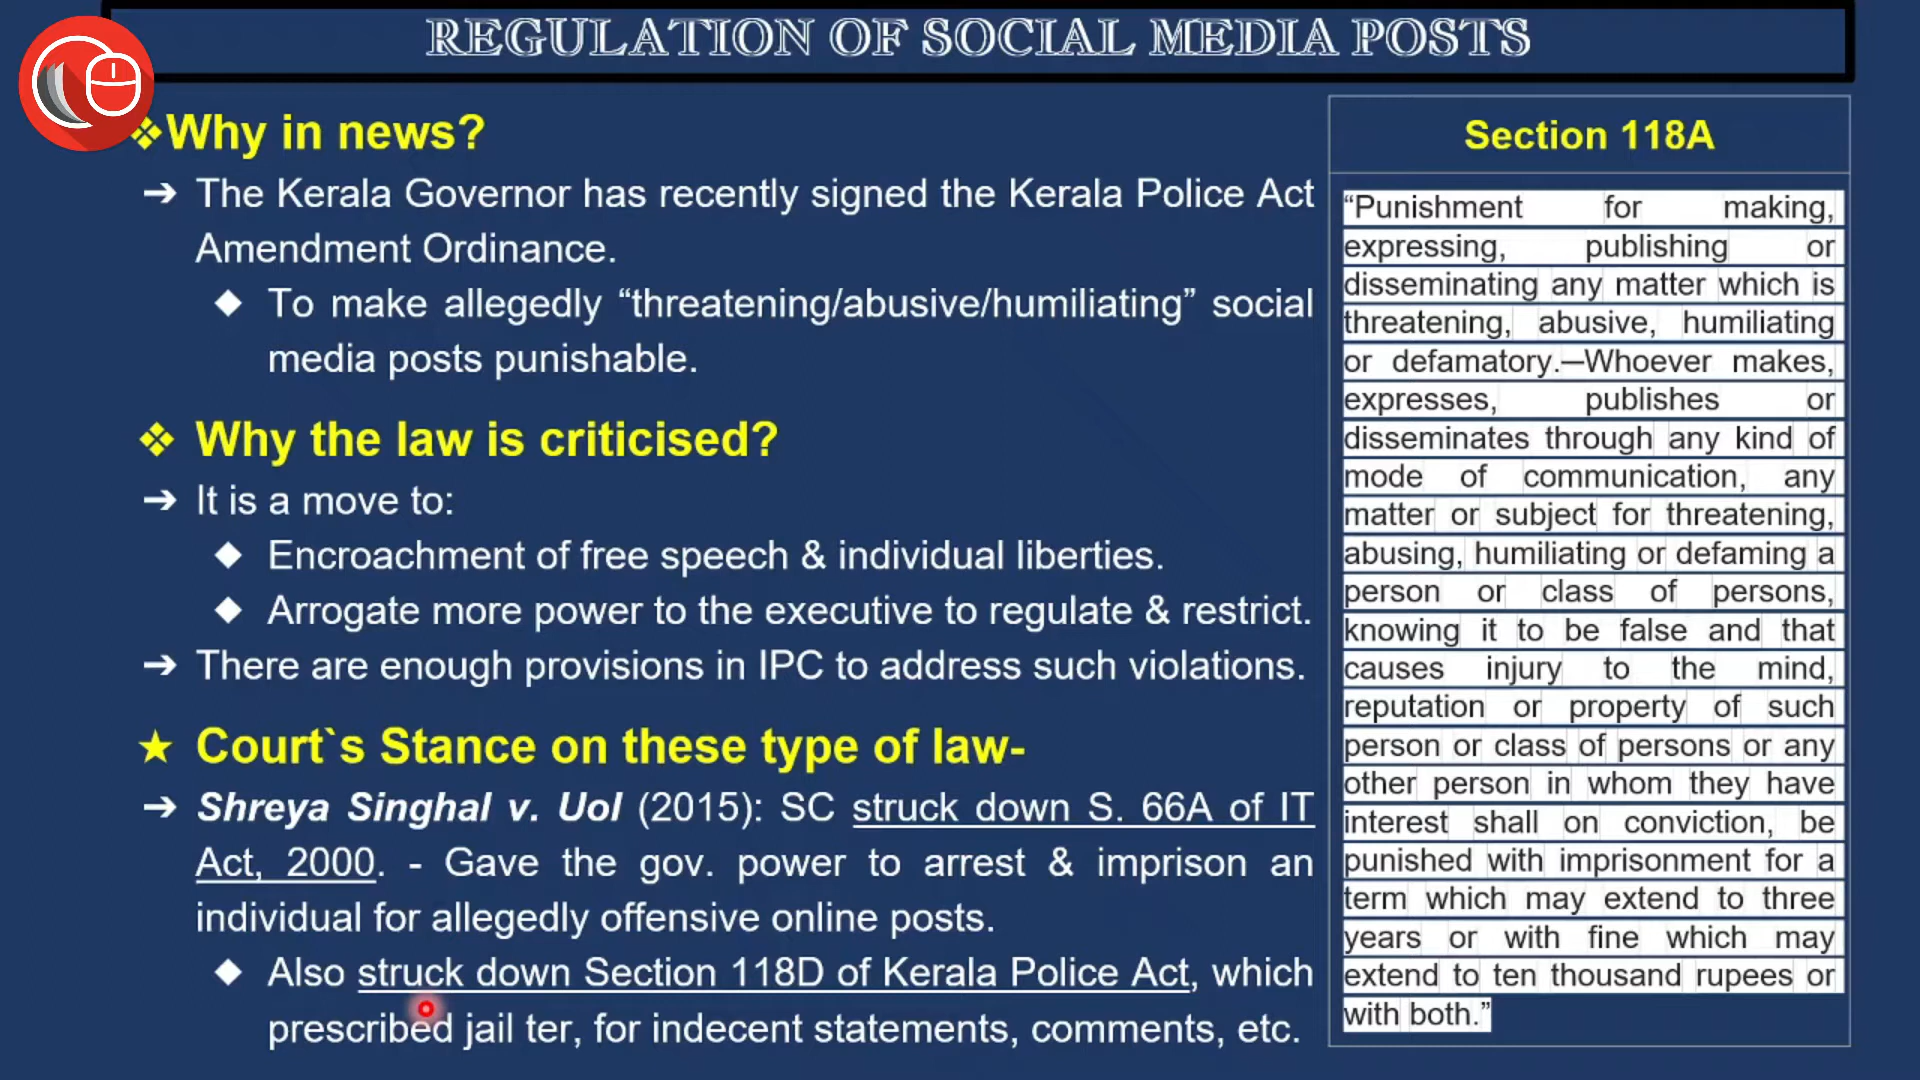 REGULATION OF SOCIAL MEDIA POSTS
❖Why in news?
➔ The Kerala Governor has recently signed the Kerala Police Act
Amendment Ordinance.
◆ To make allegedly “threatening/abusive/humiliating” social
media posts punishable.
❖ Why the law is criticised?
➔ It is a move to:
◆ Encroachment of free speech & individual liberties.
◆ Arrogate more power to the executive to regulate & restrict.
➔ There are enough provisions in IPC to address such violations.
★ Court`s Stance on these type of law-
➔ Shreya Singhal v. UoI (2015): SC struck down S. 66A of IT
Act, 2000. - Gave the gov. power to arrest & imprison an
individual for allegedly offensive online posts.
◆ Also struck down Section 118D of Kerala Police Act, which
prescribed jail ter, for indecent statements, comments, etc.
Section 118A
“Punishment for making,
expressing, publishing or
disseminating any matter which is
threatening, abusive, humiliating
or defamatory.—Whoever makes,
expresses, publishes or
disseminates through any kind of
mode of communication, any
matter or subject for threatening,
abusing, humiliating or defaming a
person or class of persons,
knowing it to be false and that
causes injury to the mind,
reputation or property of such
person or class of persons or any
other person in whom they have
interest shall on conviction, be
punished with imprisonment for a
term which may extend to three
years or with fine which may
extend to ten thousand rupees or
with both.”